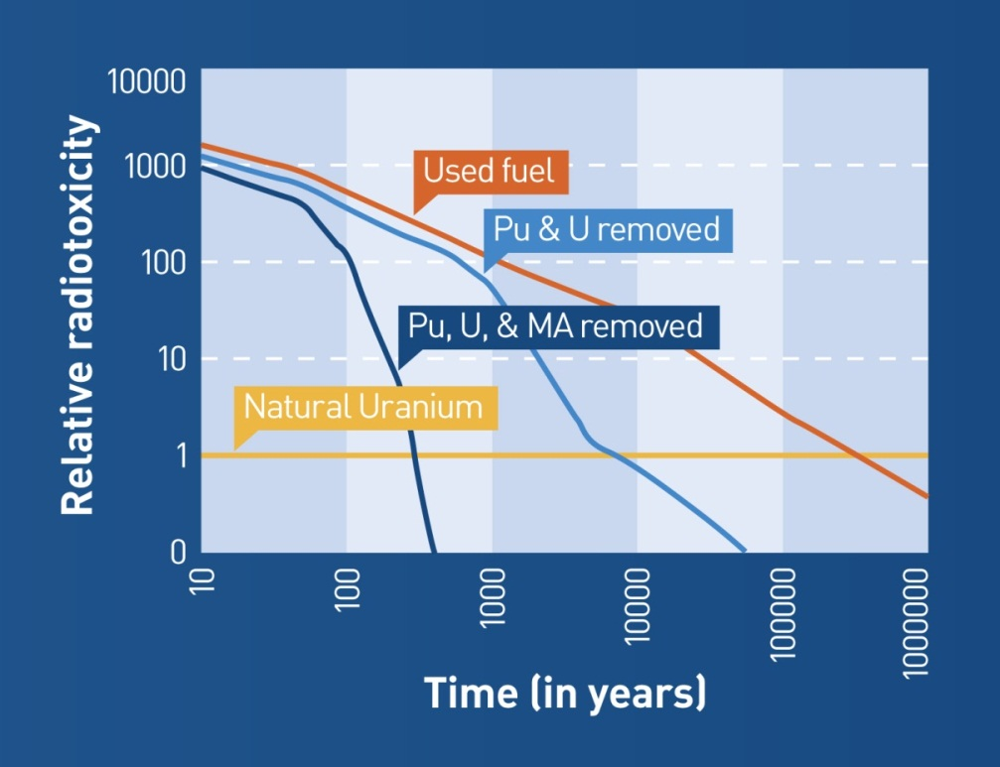 Relative radiotoxicity
10000
1000
100
10
1
0
Used fuel
Pu & U removed
Pu, U, & MA removed
Natural Uranium
10
100
1000
10000
100000
1000000
Time (in years)